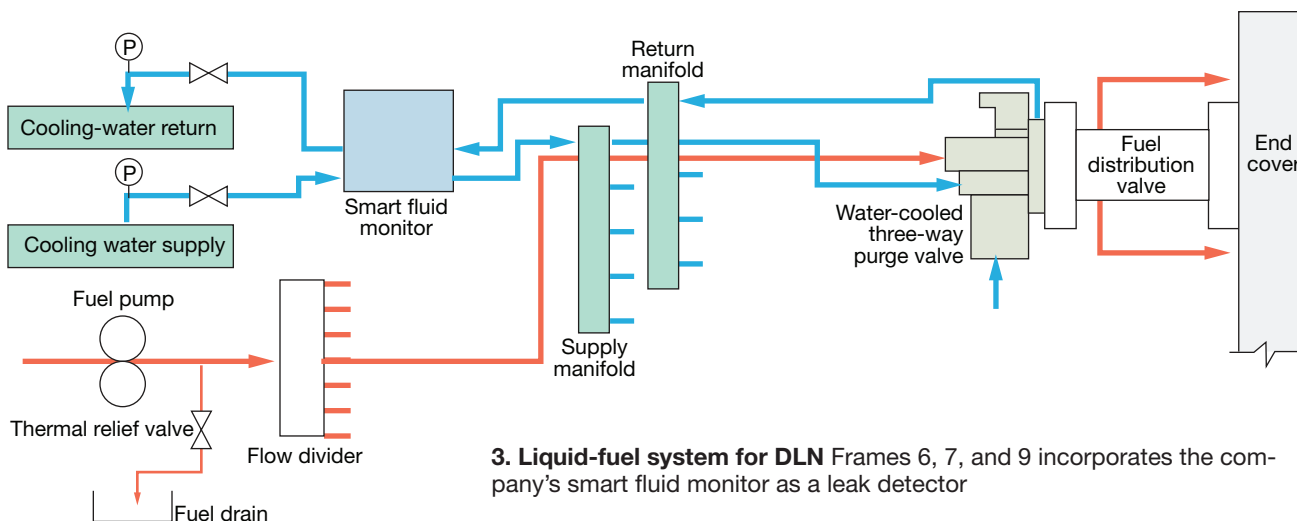 P
Cooling-water return
P
Cooling water supply
Smart fluid
monitor
Return
manifold
Supply
manifold
Fuel
distribution
valve
End
cover
Water-cooled
three-way
purge valve
Fuel pump
Thermal relief valve
Flow divider
Fuel drain
3. Liquid-fuel system for DLN Frames 6, 7, and 9 incorporates the com-
pany's smart fluid monitor as a leak detector